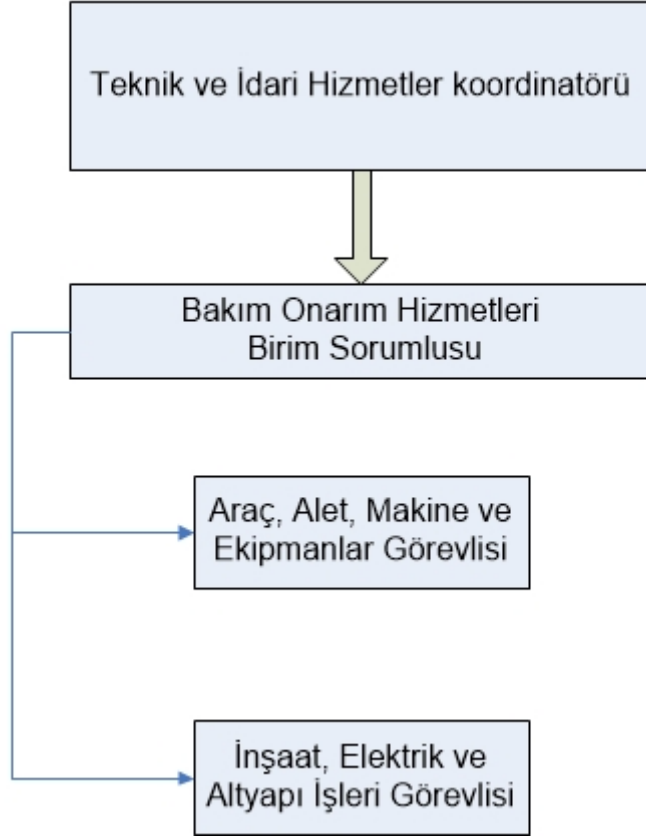 Teknik ve İdari Hizmetler koordinatörü
Bakım Onarım Hizmetleri
Birim Sorumlusu
Araç, Alet, Makine ve
Ekipmanlar Görevlisi
İnşaat, Elektrik ve
Altyapı İşleri Görevlisi